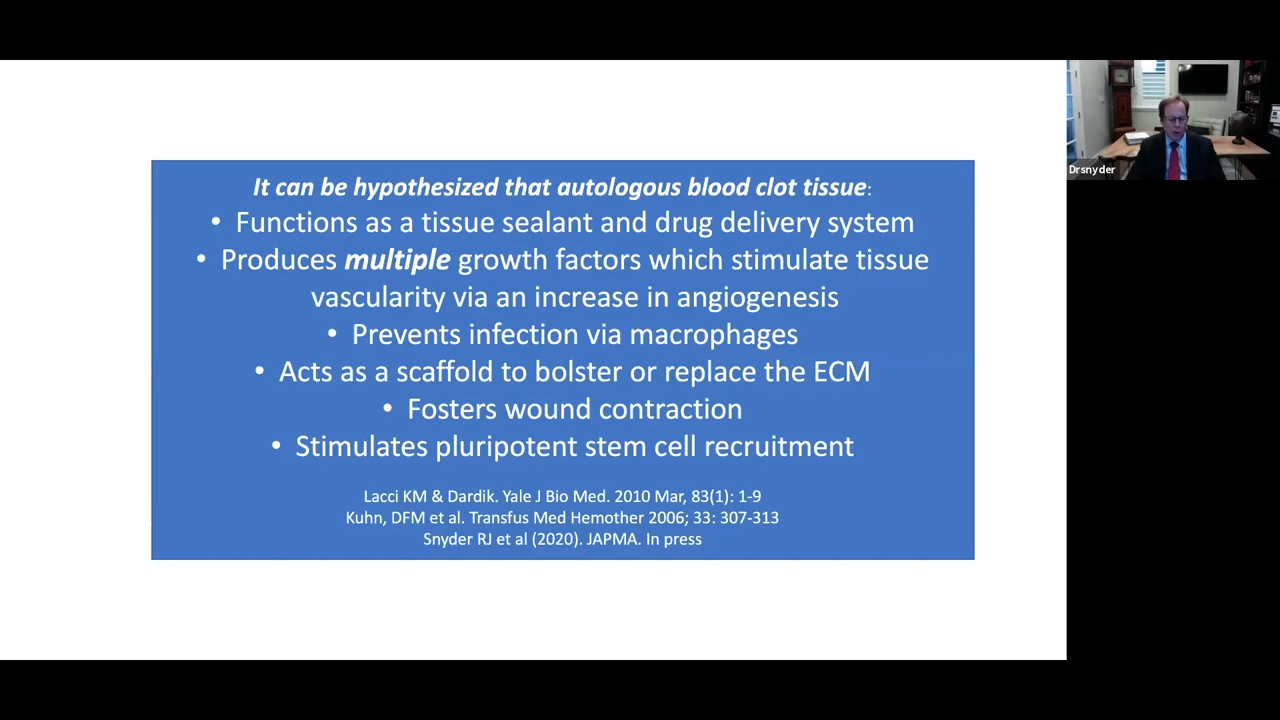 It can be hypothesized that autologous blood clot tissue:
• Functions as a tissue sealant and drug delivery system
• Produces multiple growth factors which stimulate tissue
vascularity via an increase in angiogenesis
• Prevents infection via macrophages
• Acts as a scaffold to bolster or replace the ECM
• Fosters wound contraction
• Stimulates pluripotent stem cell recruitment
Lacci KM & Dardik. Yale J Bio Med. 2010 Mar, 83(1): 1-9
Kuhn, DFM et al. Transfus Med Hemother 2006; 33: 307-313
Snyder RJ et al (2020). JAPMA. In press
Drsnyder